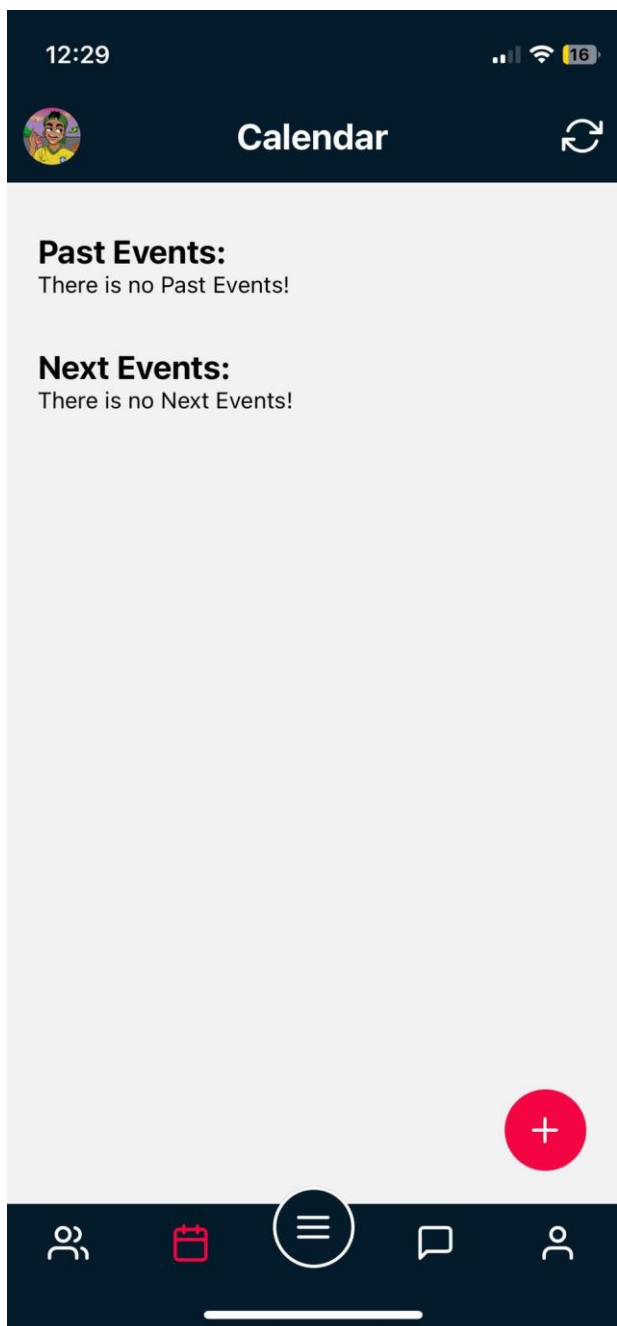 12:29
16
Calendar
Past Events:
There is no Past Events!
Next Events:
There is no Next Events!